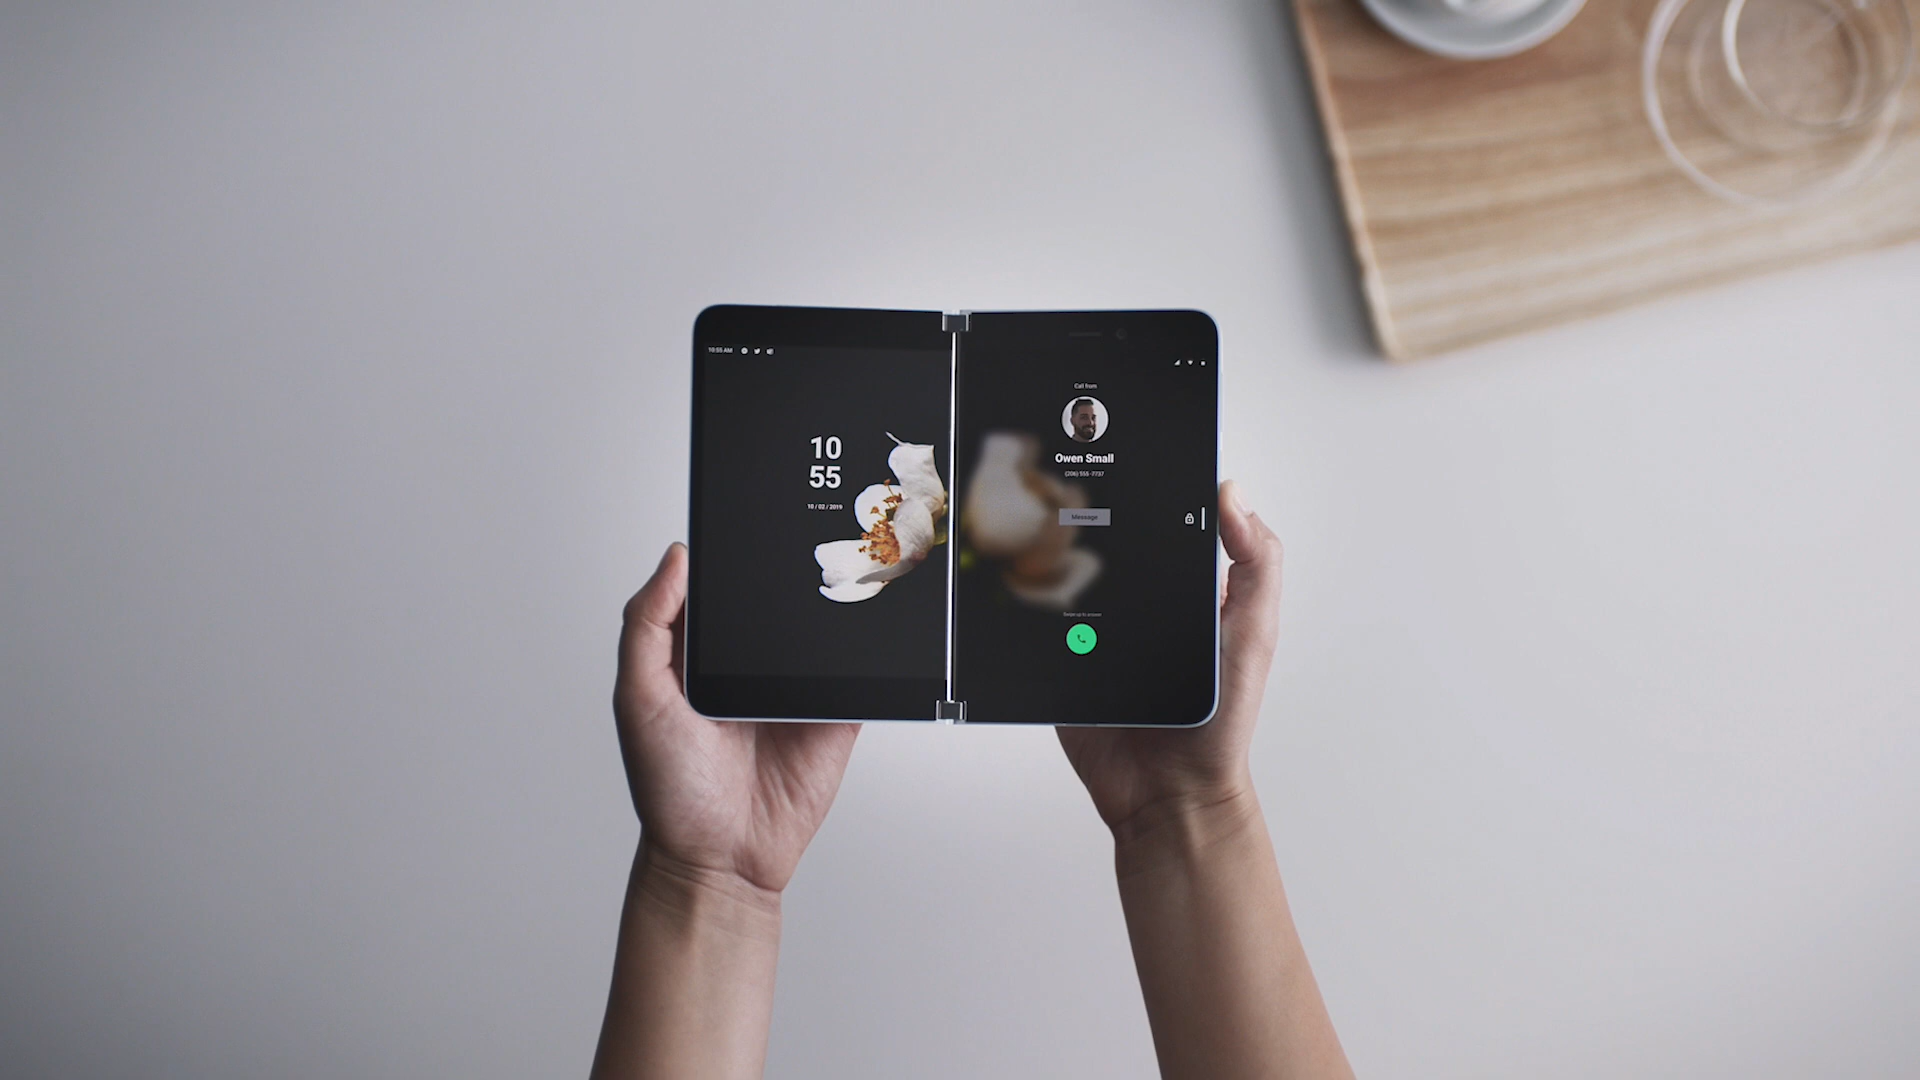 10:55 AM
10
55
10 / 02 / 2019
Call from
Owen Small
(206) 555-7737
Message
Swipe up to answer